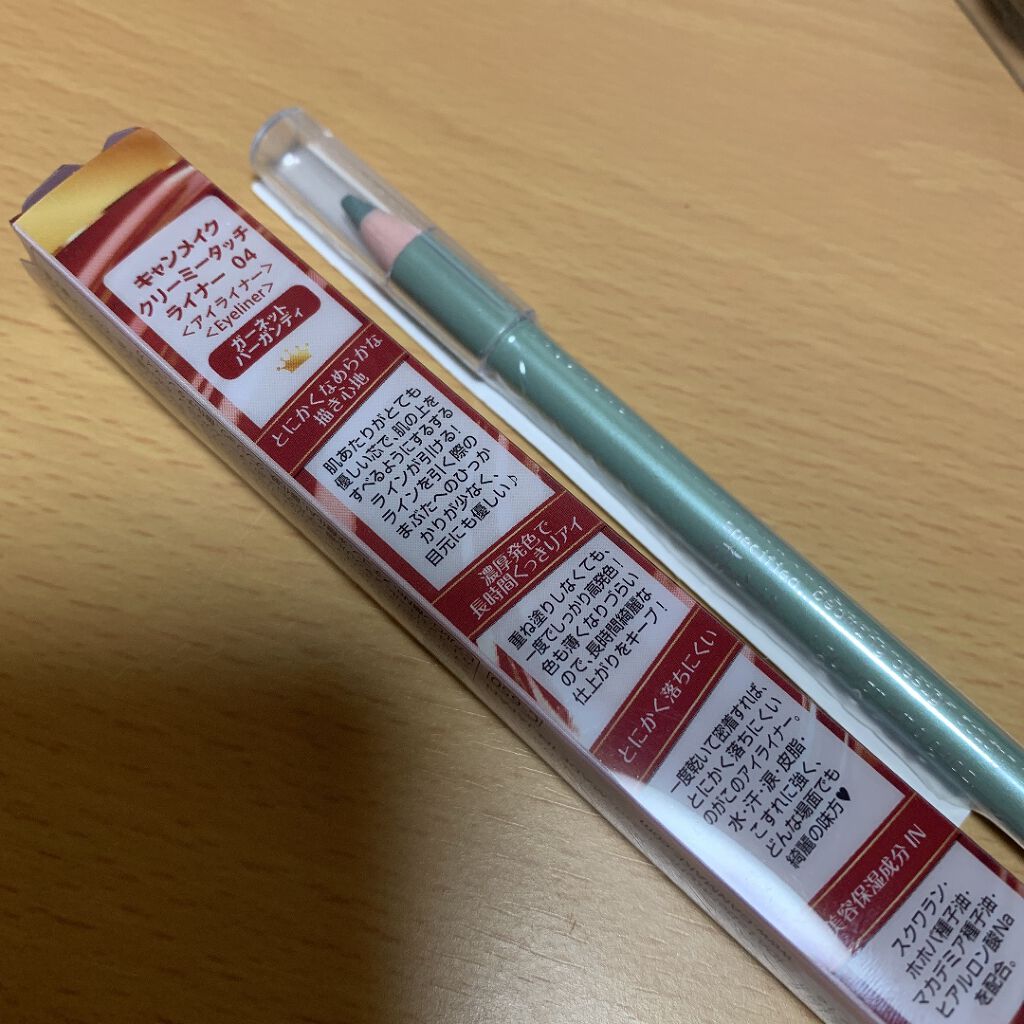 キャンメイク
クリーミータッチ
ライナー 04
<アイライナー>
<Eyeliner>
ガーネット
バーガンディ
とにかくなめらかな
描き心地
肌あたりがとても
優しい芯で、肌の上を
すべるようにするする
ラインが引ける!
ラインを引く際の
まぶたへのひっか
かりが少なく、
目元にも優しい♪
濃厚発色で
長時間くっきりアイ
重ね塗りしなくても、
一度でしっかり高発色!
色も薄くなりづらい
ので、長時間綺麗な
仕上がりをキープ!
とにかく落ちにくい
一度乾いて密着すれば、
とにかく落ちにくい
のがこのアイライナー。
水・汗・涙・皮脂
こすれに強く、
どんな場面でも
綺麗の味方♥
美容保湿成分 IN
スクワラン・
ホホバ種子油・
マカデミア種子油・
ヒアルロン酸Na
を配合。